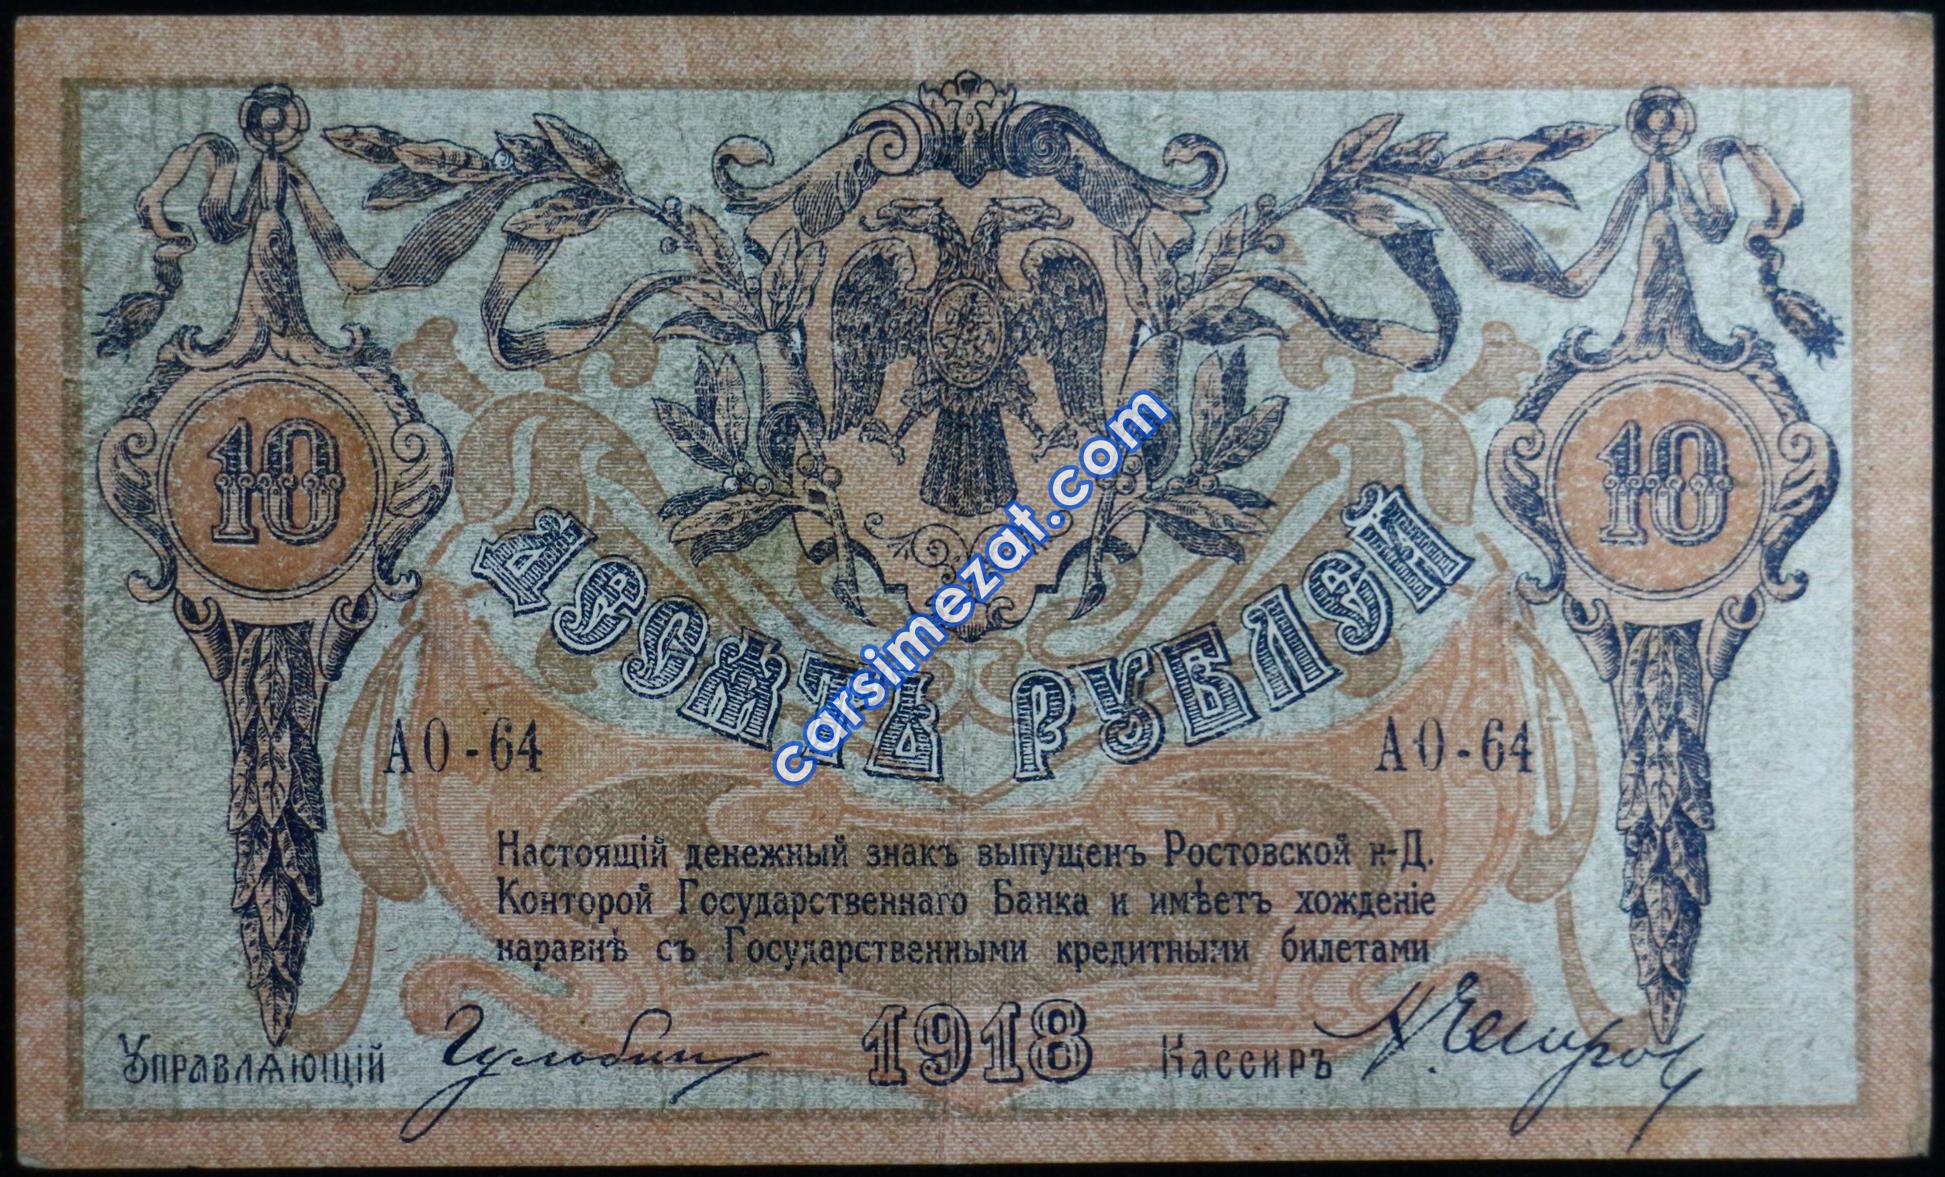 10
10
ДЕСЯТЬ РУБЛЕЙ
АО-64
АО-64
Настоящій денежный знакъ выпущенъ Ростовской н-Д.
Конторой Государственнаго Банка и имѣетъ хожденіе
наравнѣ съ Государственными кредитными билетами
Управляющій Гульбин 1918 Кассиръ
carsimezat.com